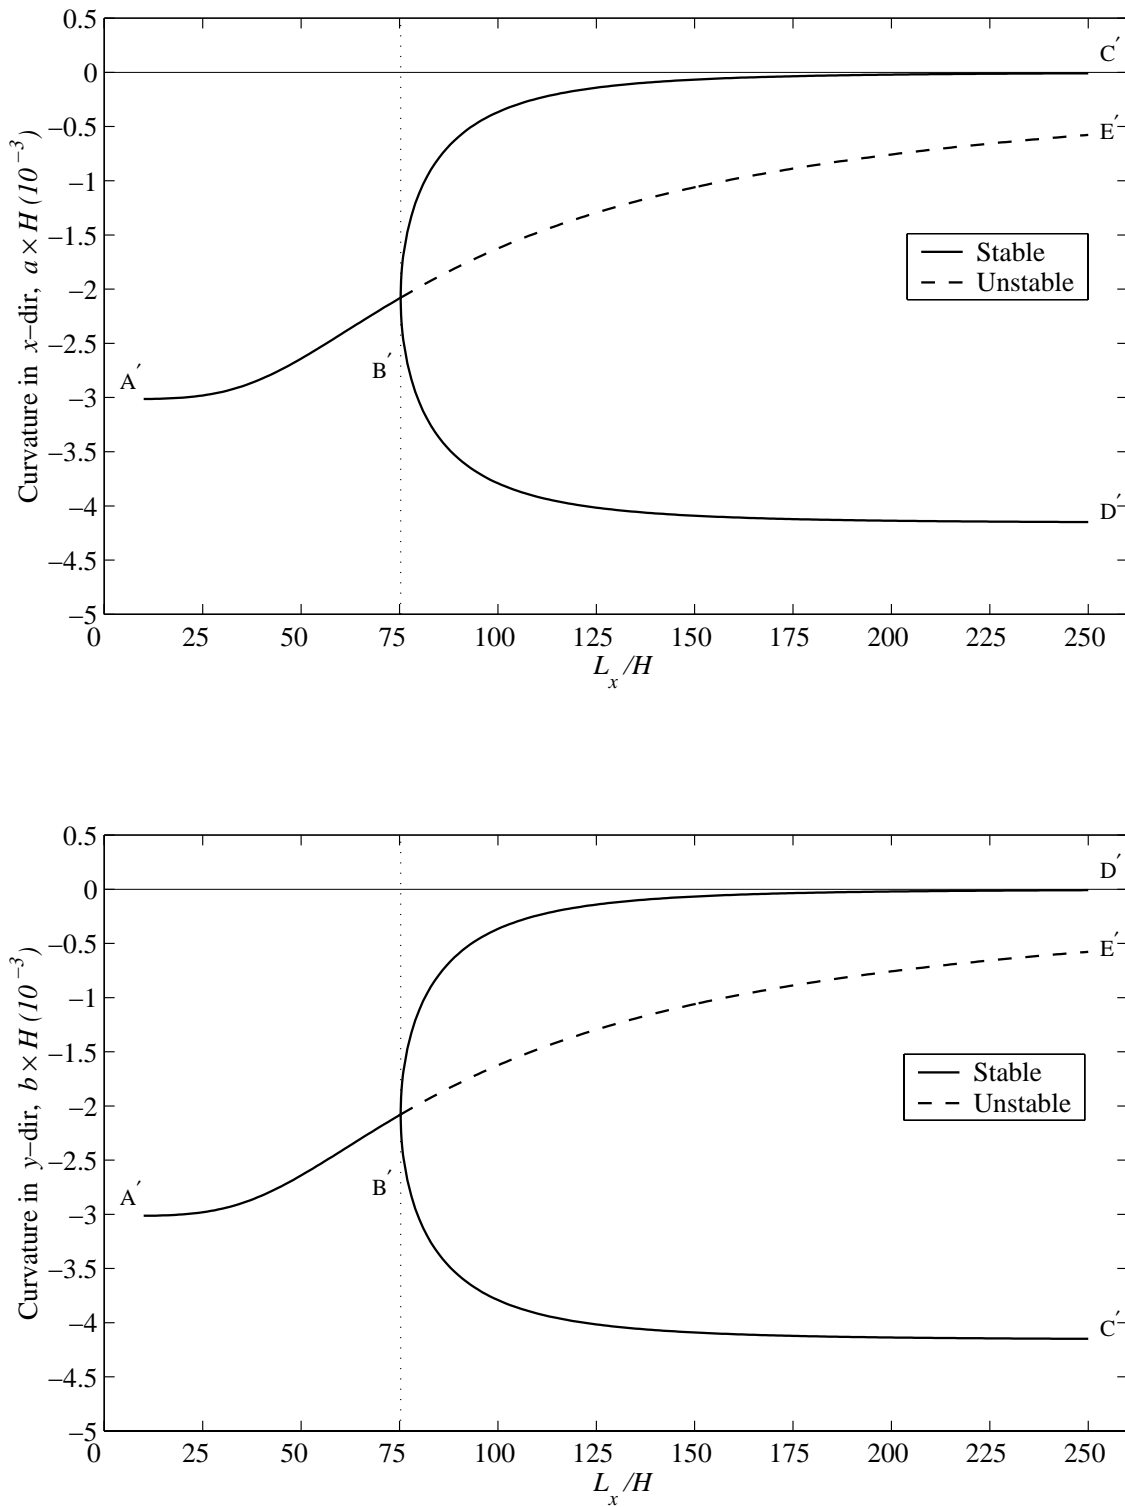 0.5
0
−0.5
−1
−1.5
−2
−2.5
−3
−3.5
−4
−4.5
−5
Curvature in x−dir, a × H (10⁻³)
C′
E′
Stable
Unstable
A′
B′
D′
0 25 50 75 100 125 150 175 200 225 250
Lₓ/H
0.5
0
−0.5
−1
−1.5
−2
−2.5
−3
−3.5
−4
−4.5
−5
Curvature in y−dir, b × H (10⁻³)
D′
E′
Stable
Unstable
A′
B′
C′
0 25 50 75 100 125 150 175 200 225 250
Lₓ/H